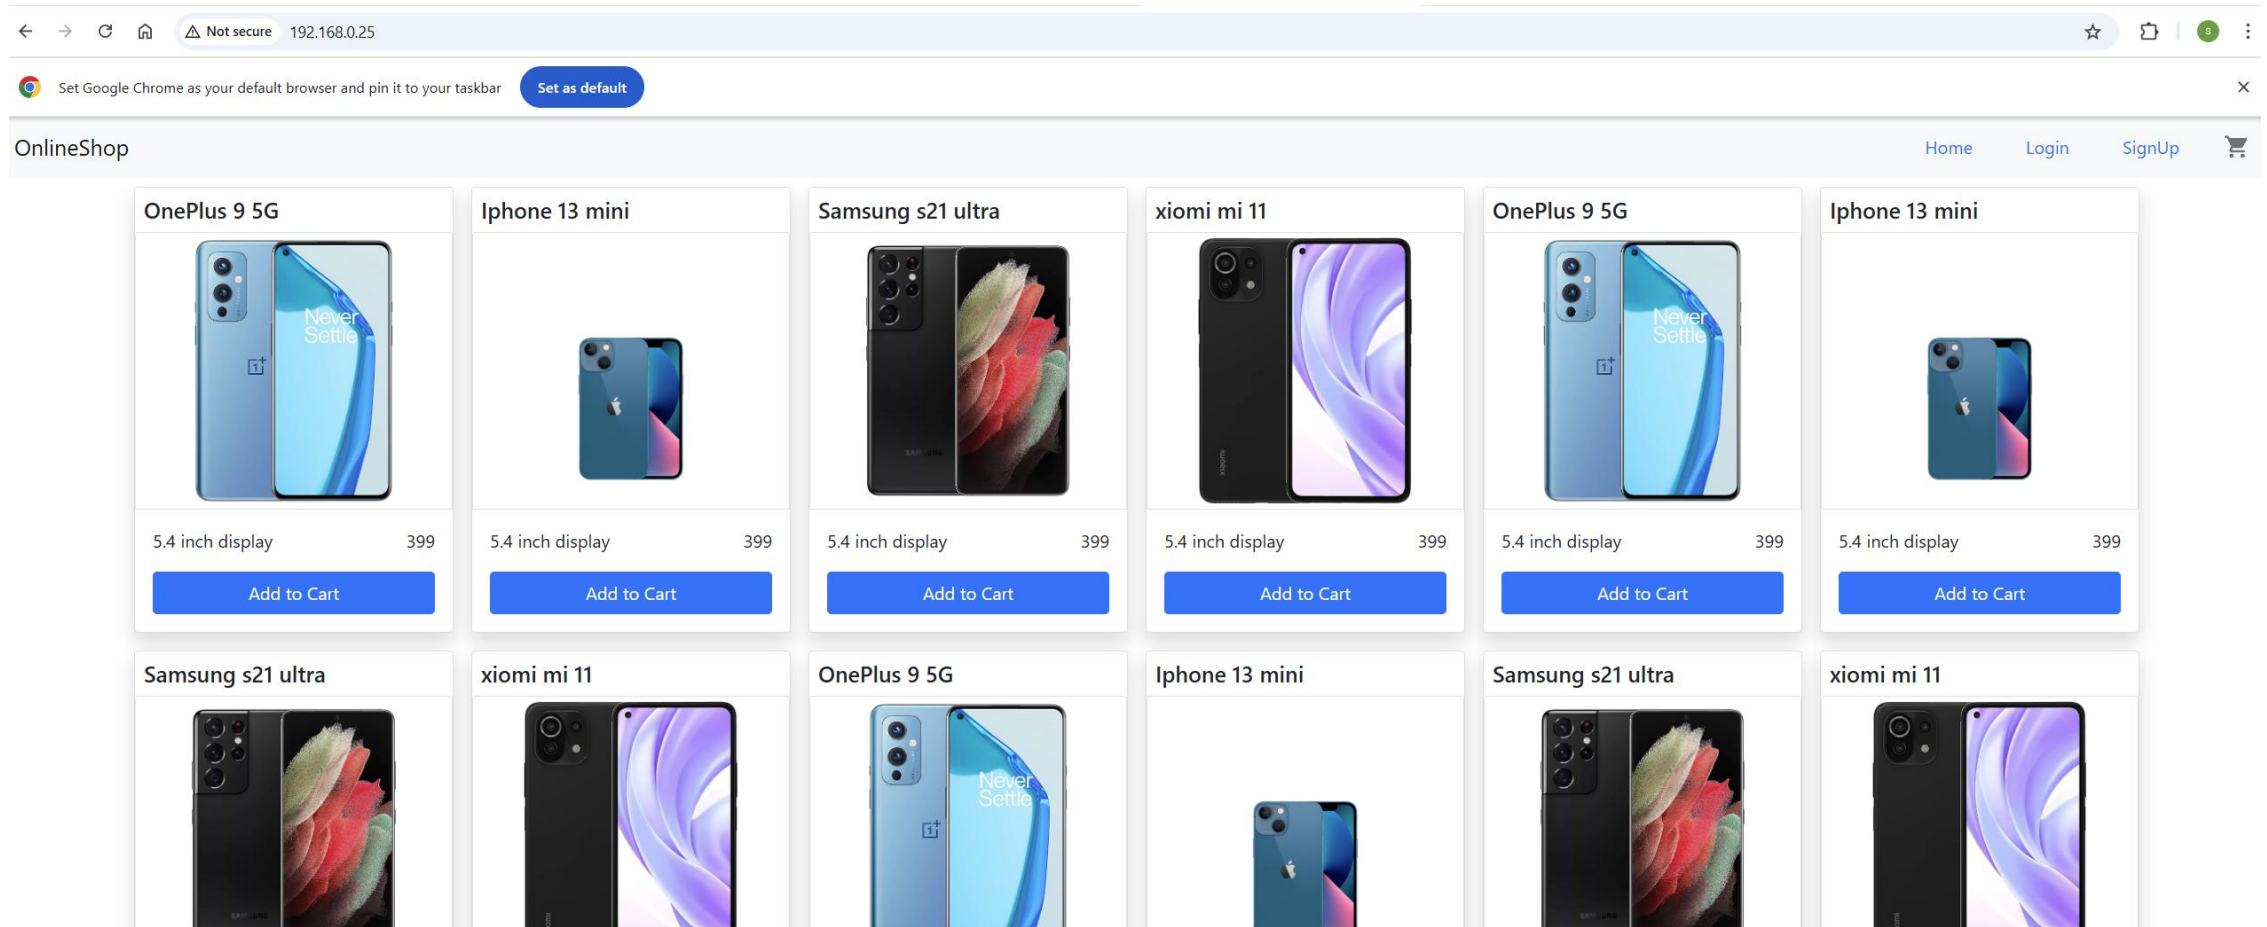 Not secure 192.168.0.25 S
Set Google Chrome as your default browser and pin it to your taskbar Set as default
OnlineShop Home Login SignUp
OnePlus 9 5G Iphone 13 mini Samsung s21 ultra xiomi mi 11 OnePlus 9 5G Iphone 13 mini
Never Never
Settle Settle
SAMSUNG XIAOMI
5.4 inch display 399 5.4 inch display 399 5.4 inch display 399 5.4 inch display 399 5.4 inch display 399 5.4 inch display 399
Add to Cart Add to Cart Add to Cart Add to Cart Add to Cart Add to Cart
Samsung s21 ultra xiomi mi 11 OnePlus 9 5G Iphone 13 mini Samsung s21 ultra xiomi mi 11
Never
Settle
SAMSUNG SAMSUNG